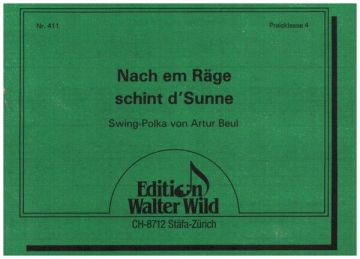 Nr. 411
Preisklasse 4
Nach em Räge
schint d'Sunne
Swing-Polka von Artur Beul
Edition
Walter Wild
CH-8712 Stäfa-Zürich